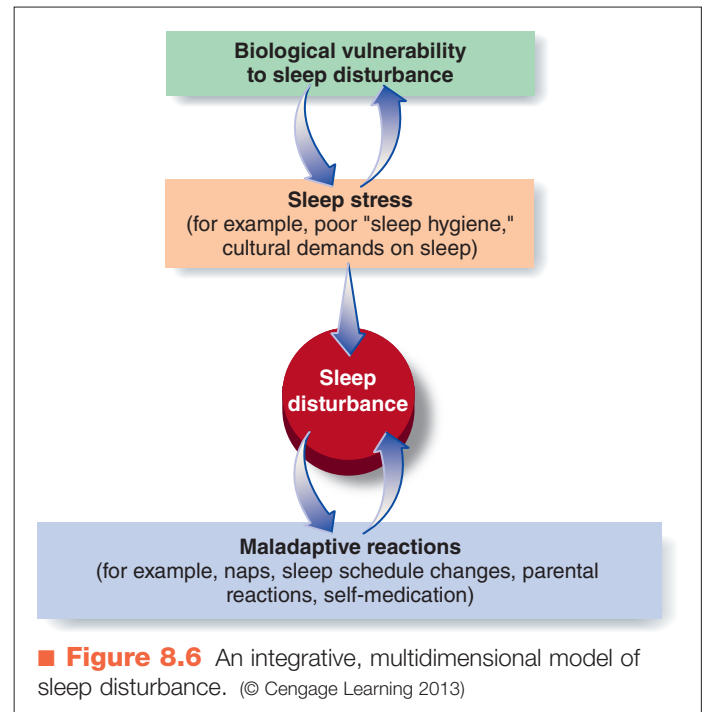 Biological vulnerability
to sleep disturbance
Sleep stress
(for example, poor "sleep hygiene,"
cultural demands on sleep)
Sleep
disturbance
Maladaptive reactions
(for example, naps, sleep schedule changes, parental
reactions, self-medication)
■ Figure 8.6 An integrative, multidimensional model of
sleep disturbance. (© Cengage Learning 2013)